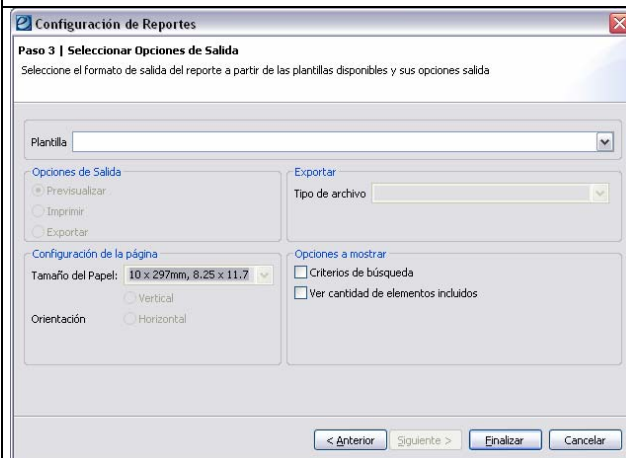 Configuración de Reportes
Paso 3 | Seleccionar Opciones de Salida
Seleccione el formato de salida del reporte a partir de las plantillas disponibles y sus opciones salida
Plantilla
Opciones de Salida
Previsualizar
Imprimir
Exportar
Exportar
Tipo de archivo
Configuración de la página
Tamaño del Papel: 10 x 297mm, 8.25 x 11.7
Vertical
Orientación Horizontal
Opciones a mostrar
Criterios de búsqueda
Ver cantidad de elementos incluidos
< Anterior Siguiente > Finalizar Cancelar